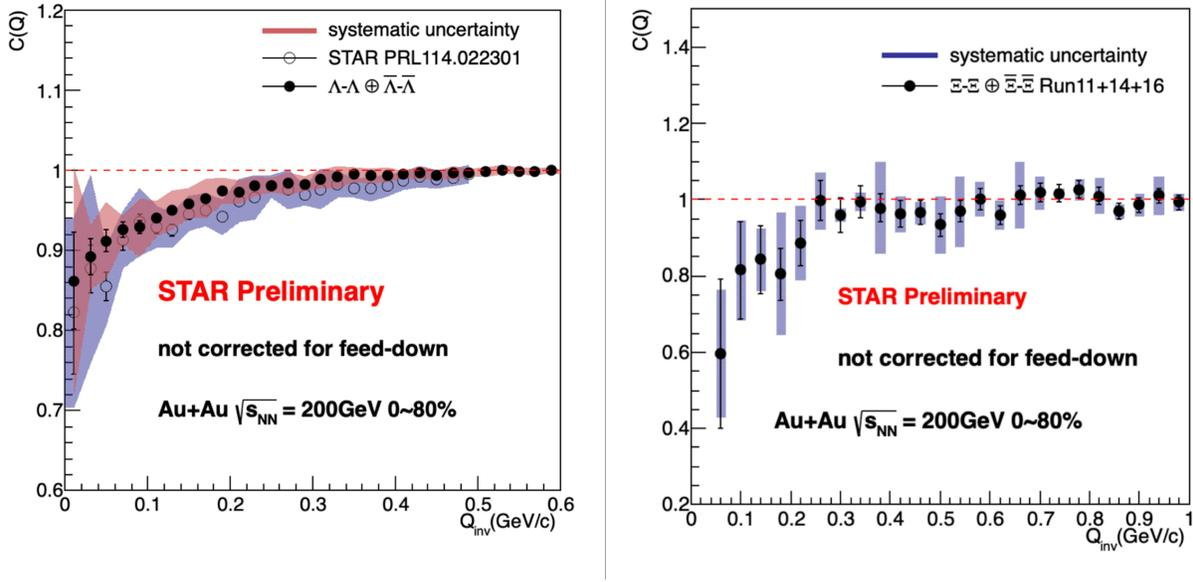 C(Q)
1.2
1.1
1
0.9
0.8
0.7
0.6
systematic uncertainty
STAR PRL114.022301
Λ-Λ ⊕ Λ̅-Λ̅
STAR Preliminary
not corrected for feed-down
Au+Au √sNN = 200GeV 0~80%
0 0.1 0.2 0.3 0.4 0.5 0.6
Qinv(GeV/c)
C(Q)
1.4
1.2
1
0.8
0.6
0.4
0.2
systematic uncertainty
Ξ-Ξ ⊕ Ξ̅-Ξ̅ Run11+14+16
STAR Preliminary
not corrected for feed-down
Au+Au √sNN = 200GeV 0~80%
0 0.1 0.2 0.3 0.4 0.5 0.6 0.7 0.8 0.9 1
Qinv(GeV/c)